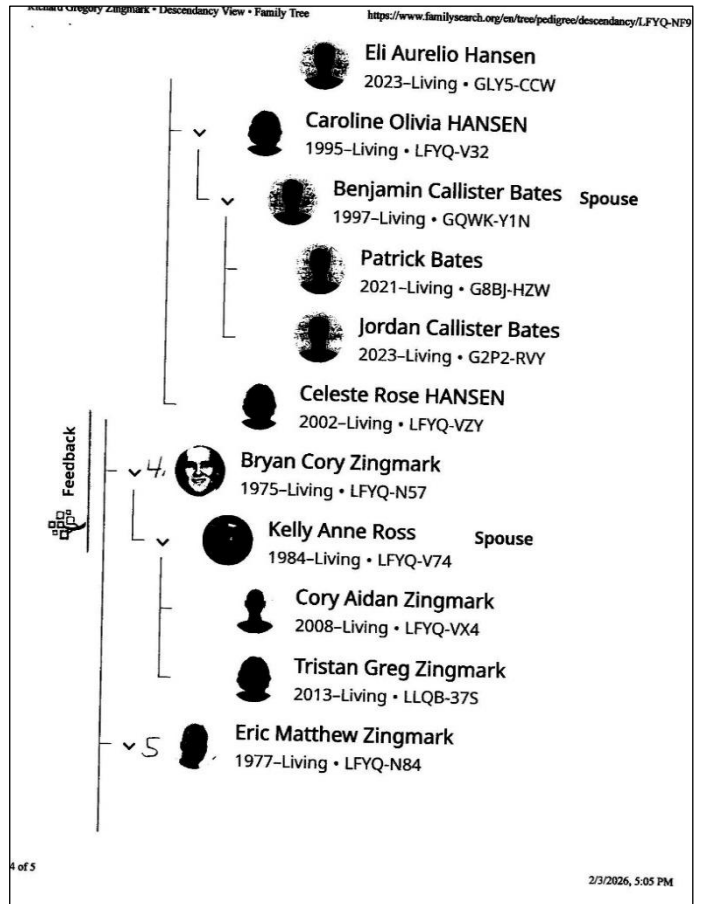 Richard Gregory Zingmark • Descendancy View • Family Tree
https://www.familysearch.org/en/tree/pedigree/descendancy/LFYQ-NF9
Eli Aurelio Hansen
2023–Living • GLY5-CCW
Caroline Olivia HANSEN
1995–Living • LFYQ-V32
Benjamin Callister Bates Spouse
1997–Living • GQWK-Y1N
Patrick Bates
2021–Living • G8BJ-HZW
Jordan Callister Bates
2023–Living • G2P2-RVY
Celeste Rose HANSEN
2002–Living • LFYQ-VZY
Feedback
4. Bryan Cory Zingmark
1975–Living • LFYQ-N57
Kelly Anne Ross Spouse
1984–Living • LFYQ-V74
Cory Aidan Zingmark
2008–Living • LFYQ-VX4
Tristan Greg Zingmark
2013–Living • LLQB-37S
5 Eric Matthew Zingmark
1977–Living • LFYQ-N84
4 of 5
2/3/2026, 5:05 PM